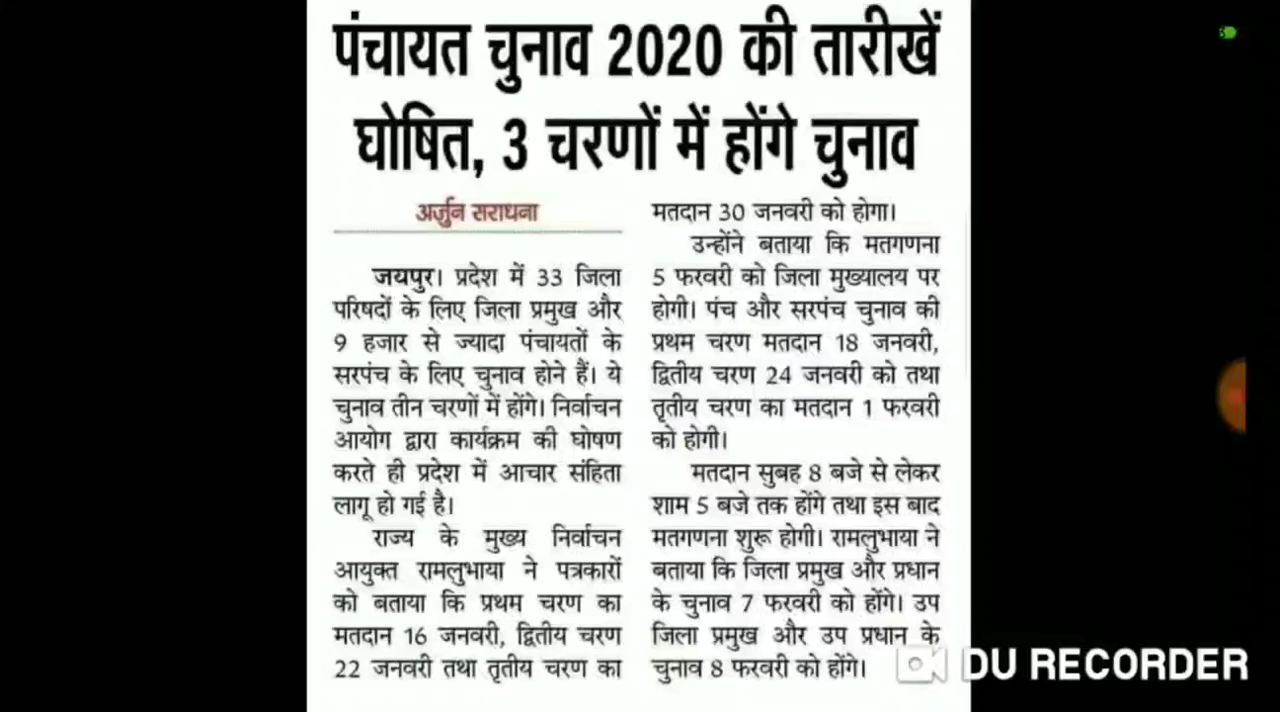 पंचायत चुनाव 2020 की तारीखें
घोषित, 3 चरणों में होंगे चुनाव
अर्जुन सराधना
जयपुर। प्रदेश में 33 जिला
परिषदों के लिए जिला प्रमुख और
9 हजार से ज्यादा पंचायतों के
सरपंच के लिए चुनाव होने हैं। ये
चुनाव तीन चरणों में होंगे। निर्वाचन
आयोग द्वारा कार्यक्रम की घोषण
करते ही प्रदेश में आचार संहिता
लागू हो गई है।
राज्य के मुख्य निर्वाचन
आयुक्त रामलुभाया ने पत्रकारों
को बताया कि प्रथम चरण का
मतदान 16 जनवरी, द्वितीय चरण
22 जनवरी तथा तृतीय चरण का
मतदान 30 जनवरी को होगा।
उन्होंने बताया कि मतगणना
5 फरवरी को जिला मुख्यालय पर
होगी। पंच और सरपंच चुनाव की
प्रथम चरण मतदान 18 जनवरी,
द्वितीय चरण 24 जनवरी को तथा
तृतीय चरण का मतदान 1 फरवरी
को होगी।
मतदान सुबह 8 बजे से लेकर
शाम 5 बजे तक होंगे तथा इस बाद
मतगणना शुरू होगी। रामलुभाया ने
बताया कि जिला प्रमुख और प्रधान
के चुनाव 7 फरवरी को होंगे। उप
जिला प्रमुख और उप प्रधान के
चुनाव 8 फरवरी को होंगे।
DU RECORDER